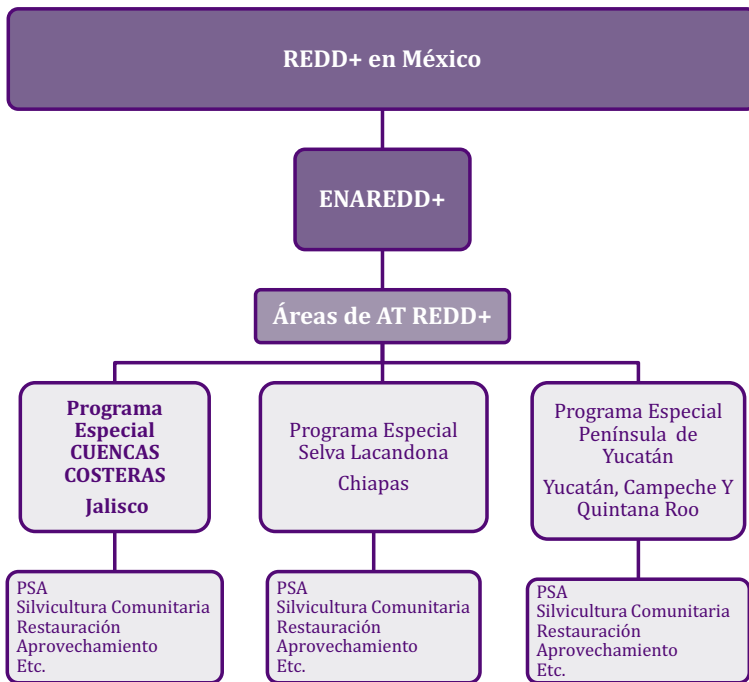 REDD+ en México
ENAREDD+
Áreas de AT REDD+
Programa
Especial
CUENCAS
COSTERAS
Jalisco
Programa Especial
Selva Lacandona
Chiapas
Programa Especial
Península de
Yucatán
Yucatán, Campeche Y
Quintana Roo
PSA
Silvicultura Comunitaria
Restauración
Aprovechamiento
Etc.
PSA
Silvicultura Comunitaria
Restauración
Aprovechamiento
Etc.
PSA
Silvicultura Comunitaria
Restauración
Aprovechamiento
Etc.